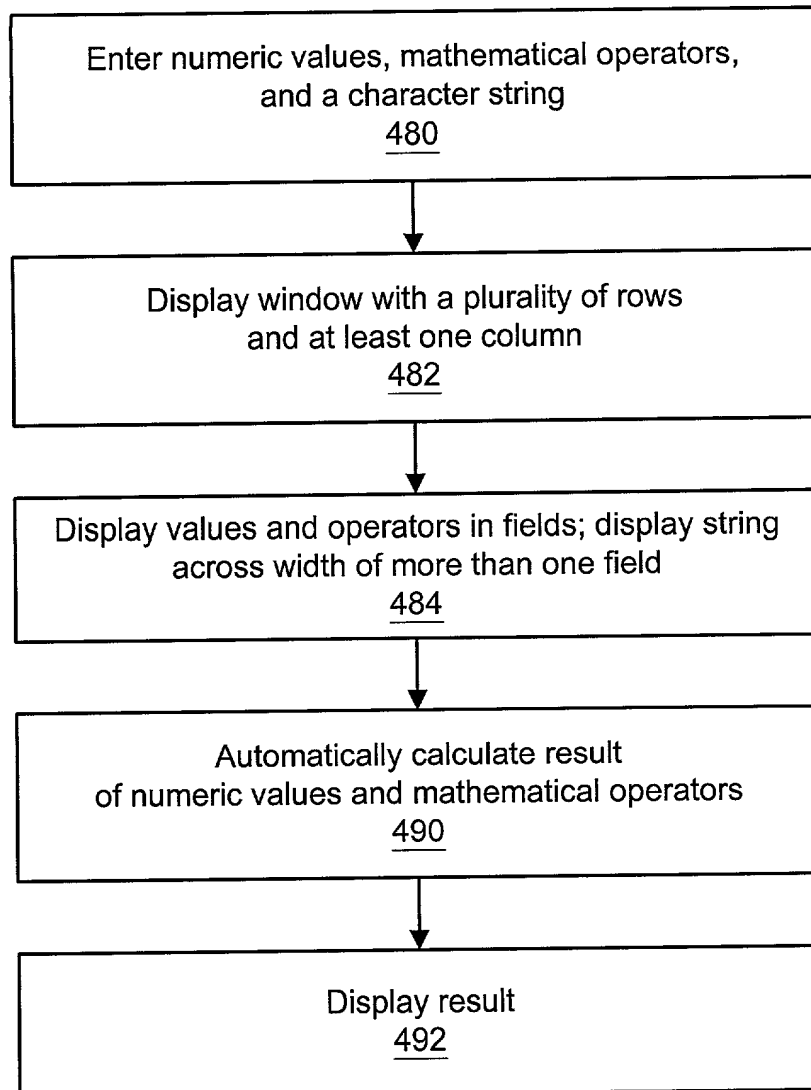 Enter numeric values, mathematical operators,
and a character string
480
Display window with a plurality of rows
and at least one column
482
Display values and operators in fields; display string
across width of more than one field
484
Automatically calculate result
of numeric values and mathematical operators
490
Display result
492